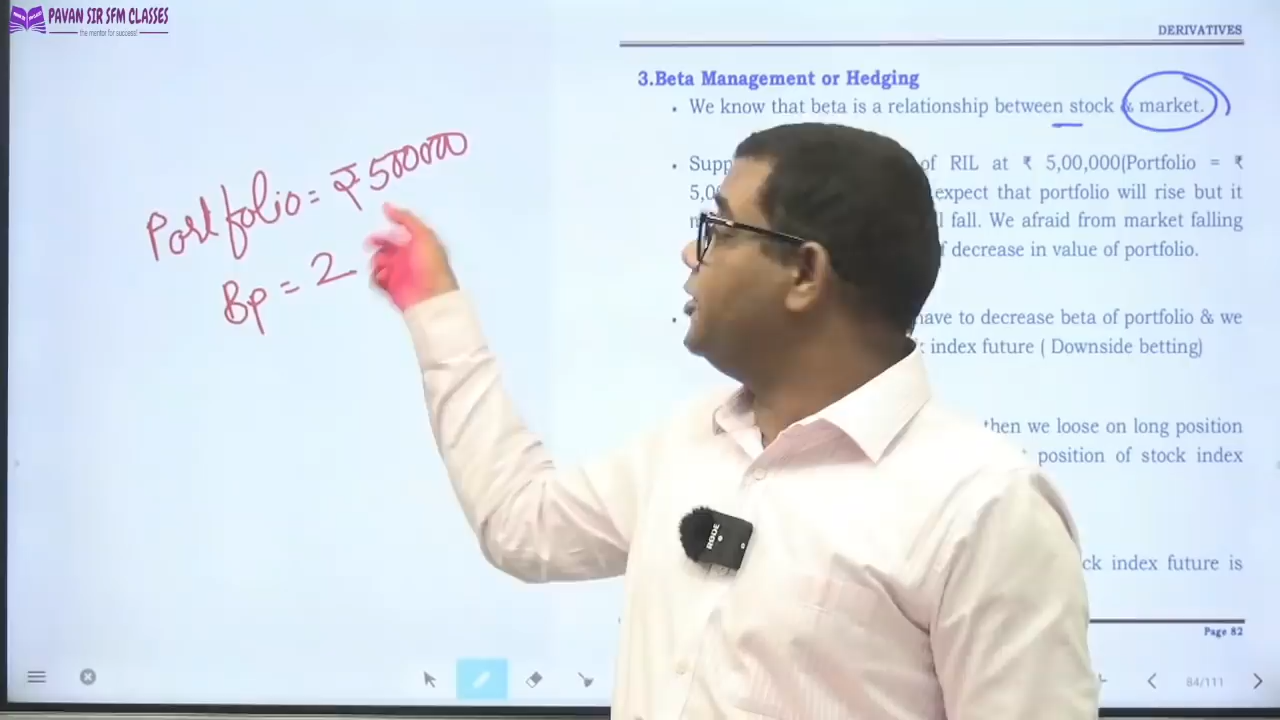 PAVAN SIR SFM CLASSES
the mentor for success!
DERIVATIVES
3.Beta Management or Hedging
• We know that beta is a relationship between stock & market.
• of RIL at ₹ 5,00,000(Portfolio = ₹
expect that portfolio will rise but it
fall. We afraid from market falling
decrease in value of portfolio.
• have to decrease beta of portfolio & we
index future ( Downside betting)
then we loose on long position
position of stock index
index future is
Page 82
84/111
Portfolio = ₹ 500000
Bp = 2
RODE